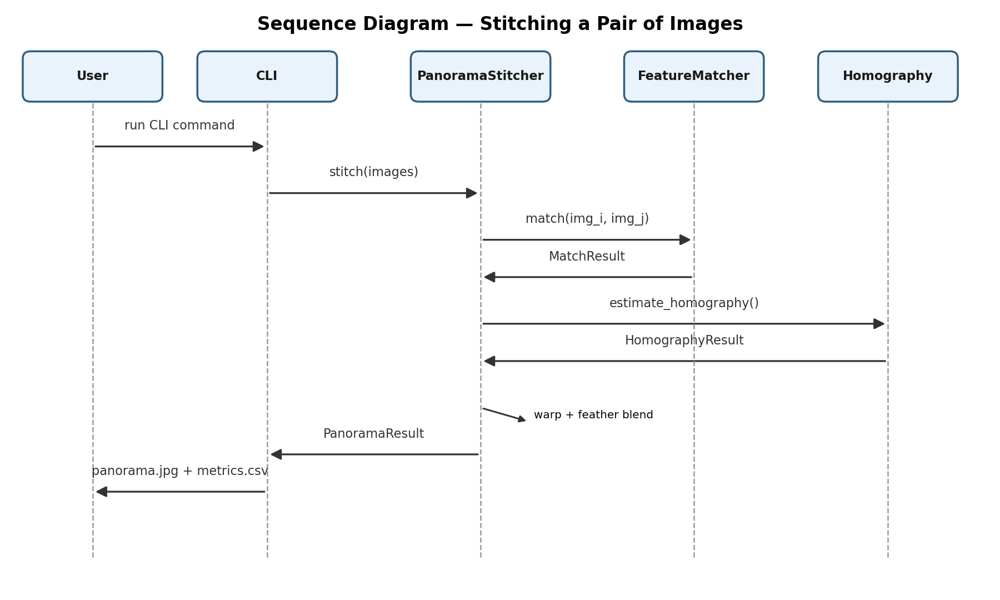 Sequence Diagram — Stitching a Pair of Images
User
CLI
PanoramaStitcher
FeatureMatcher
Homography
run CLI command
stitch(images)
match(img_i, img_j)
MatchResult
estimate_homography()
HomographyResult
warp + feather blend
PanoramaResult
panorama.jpg + metrics.csv